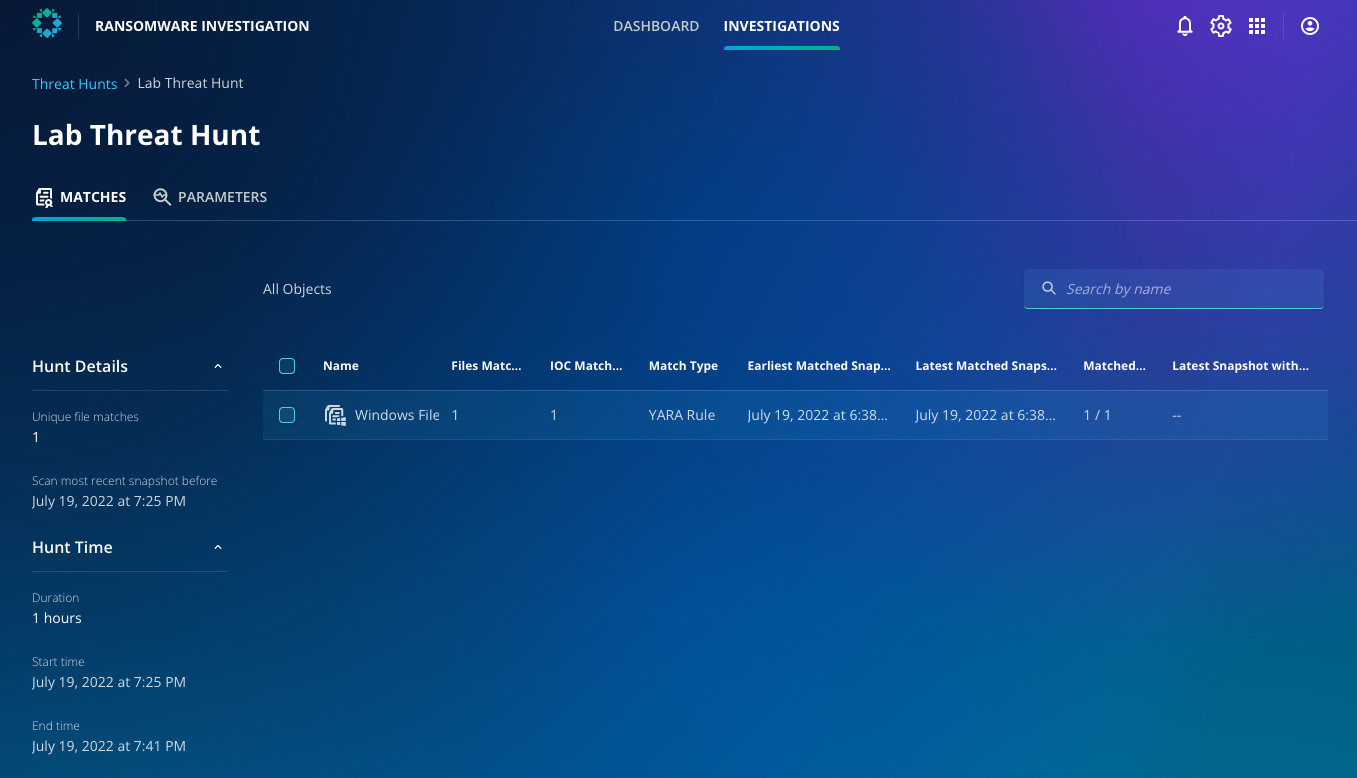 RANSOMWARE INVESTIGATION DASHBOARD INVESTIGATIONS
Threat Hunts > Lab Threat Hunt
Lab Threat Hunt
MATCHES PARAMETERS
All Objects
Search by name
Hunt Details
Unique file matches
1
Scan most recent snapshot before
July 19, 2022 at 7:25 PM
Hunt Time
Duration
1 hours
Start time
July 19, 2022 at 7:25 PM
End time
July 19, 2022 at 7:41 PM
Name Files Matc... IOC Match... Match Type Earliest Matched Snap... Latest Matched Snaps... Matched... Latest Snapshot with...
Windows File 1 1 YARA Rule July 19, 2022 at 6:38... July 19, 2022 at 6:38... 1 / 1 --